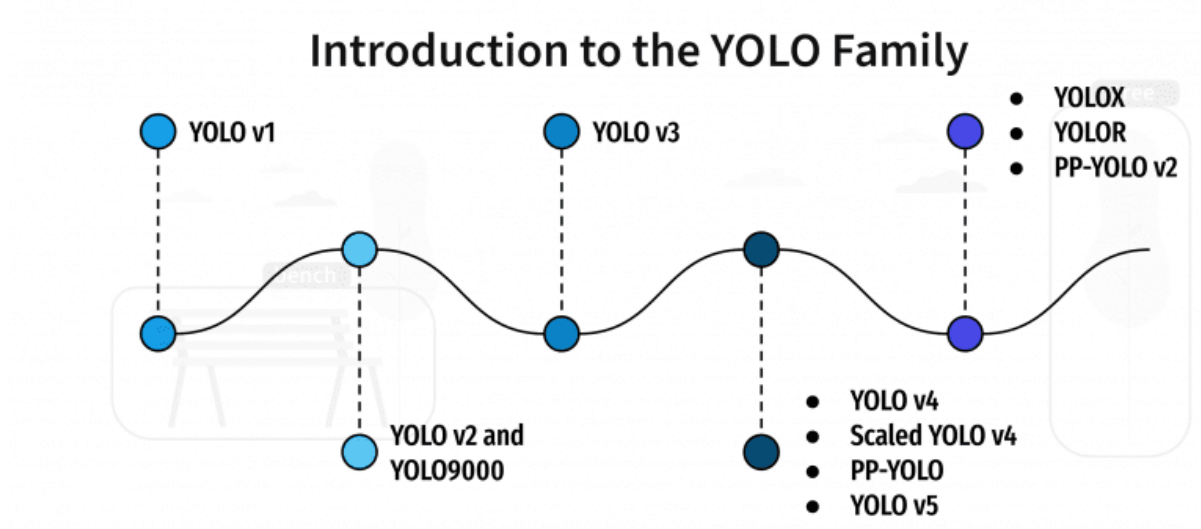 Introduction to the YOLO Family
YOLO v1
YOLO v2 and
YOLO9000
YOLO v3
YOLO v4
Scaled YOLO v4
PP-YOLO
YOLO v5
YOLOX
YOLOR
PP-YOLO v2
Bench